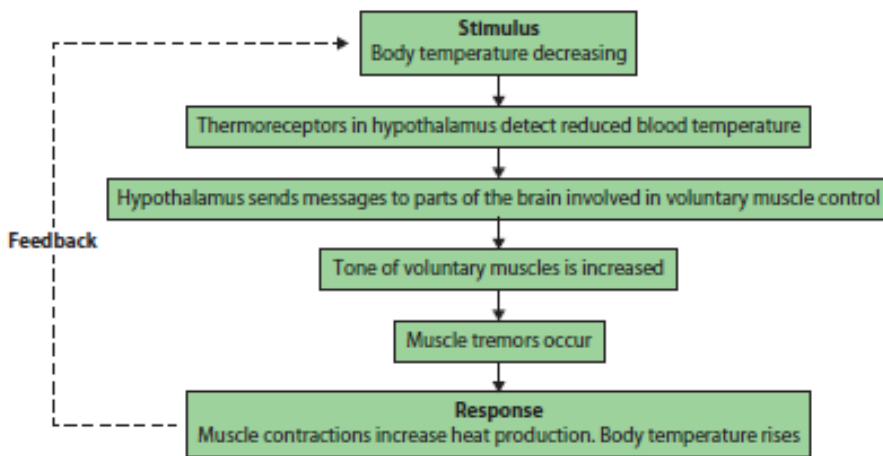 Stimulus
Body temperature decreasing
Thermoreceptors in hypothalamus detect reduced blood temperature
Hypothalamus sends messages to parts of the brain involved in voluntary muscle control
Feedback
Tone of voluntary muscles is increased
Muscle tremors occur
Response
Muscle contractions increase heat production. Body temperature rises